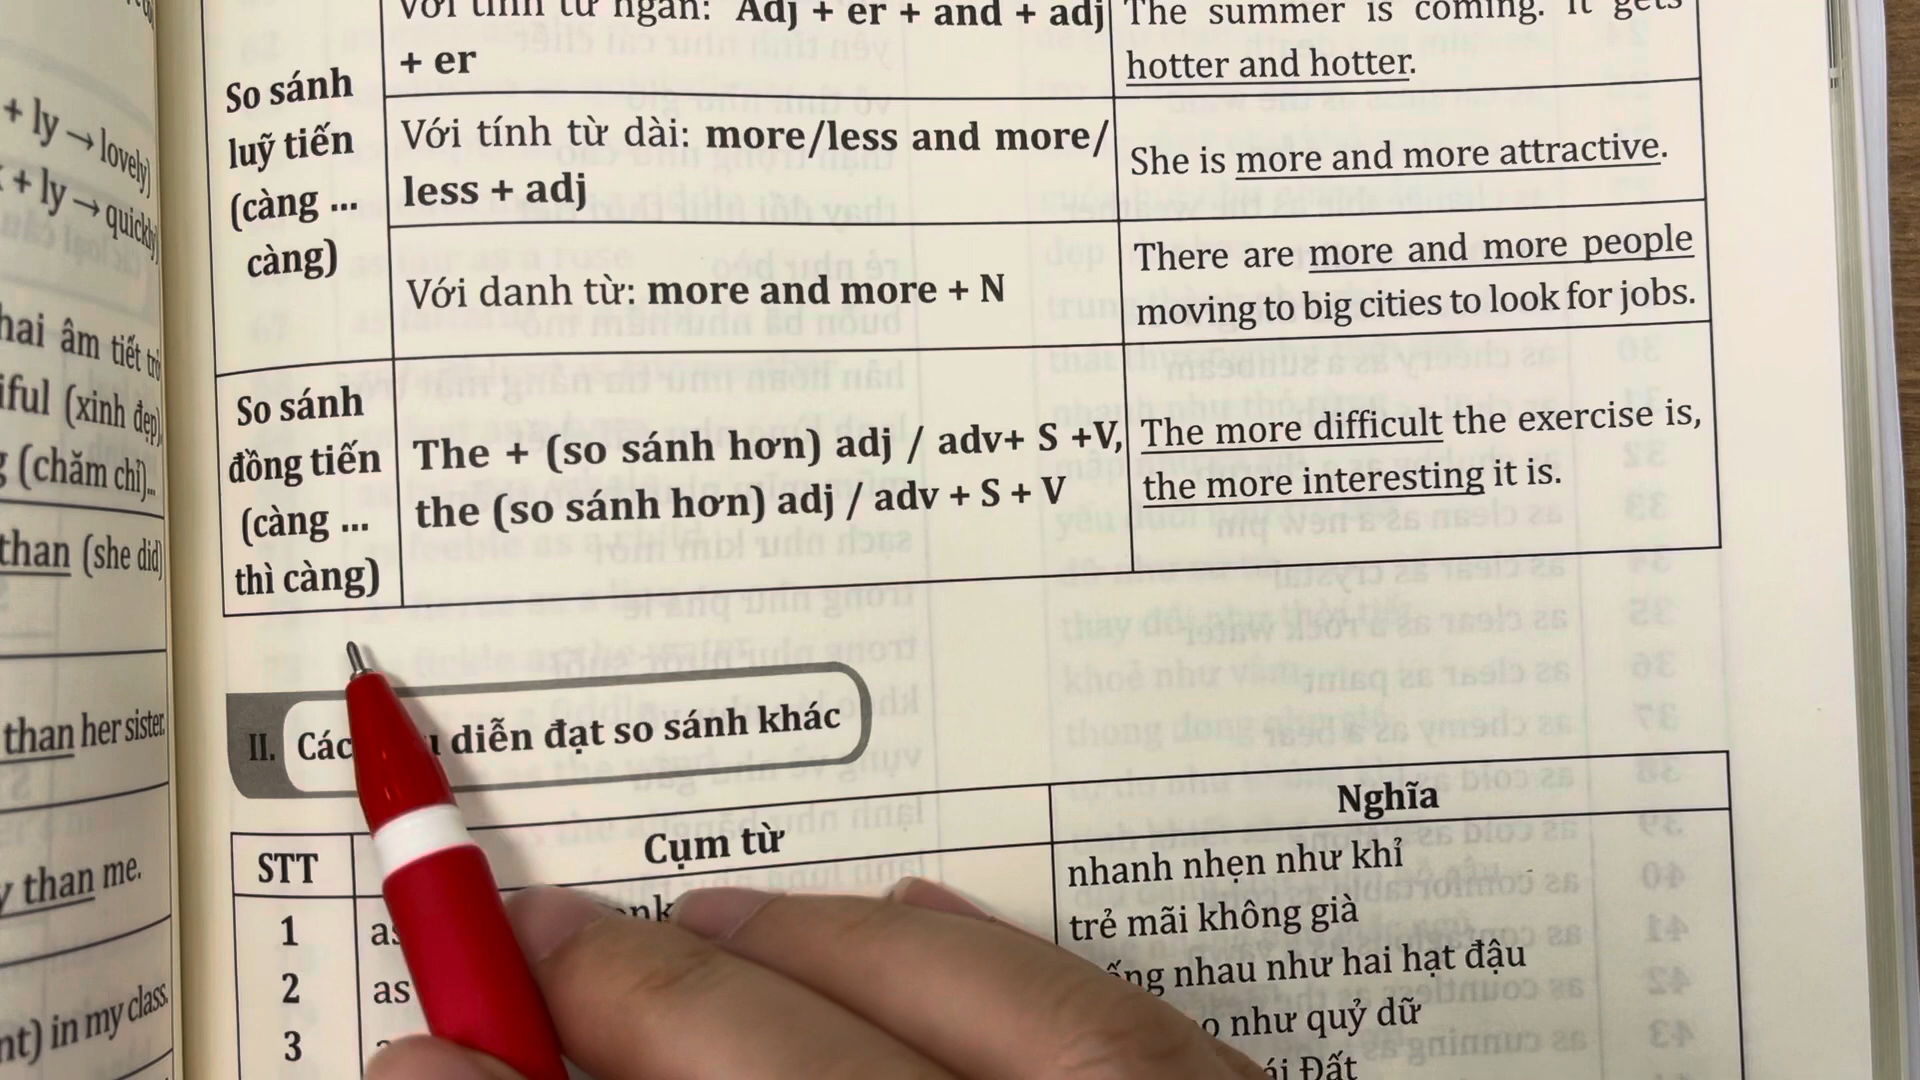 + ly → lovely)
+ ly → quickly)
hai âm tiết trở
iful (xinh đẹp),
(chăm chỉ)...
than (she did)
than her sister.
than me.
nt) in my class.
So sánh
luỹ tiến
(càng ...
càng)
Với tính từ ngắn: Adj + er + and + adj
+ er
The summer is coming. It gets
hotter and hotter.
Với tính từ dài: more/less and more/
less + adj
She is more and more attractive.
Với danh từ: more and more + N
There are more and more people
moving to big cities to look for jobs.
So sánh
đồng tiến
(càng ...
thì càng)
The + (so sánh hơn) adj / adv+ S +V,
the (so sánh hơn) adj / adv + S + V
The more difficult the exercise is,
the more interesting it is.
II. Các diễn đạt so sánh khác
STT
Cụm từ
Nghĩa
1
as
nhanh nhẹn như khỉ
trẻ mãi không già
2
as
nhau như hai hạt đậu
3
như quỷ dữ
Đất